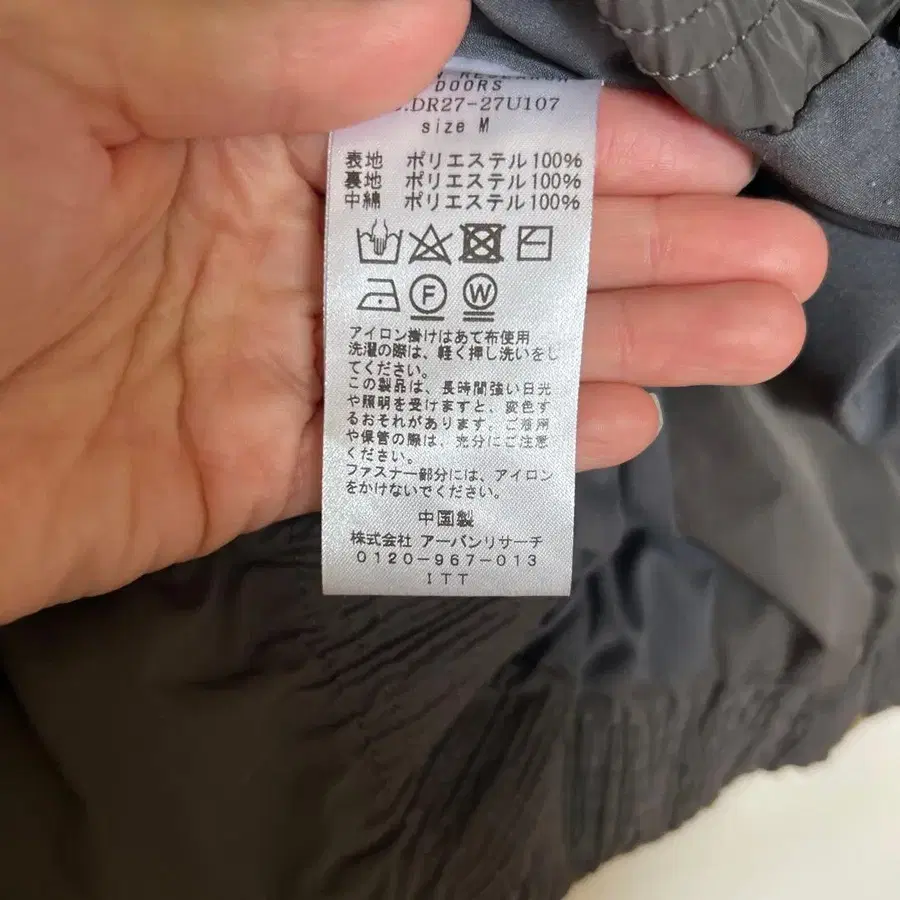 DOORS
.DR27-27U107
size M
表地 ポリエステル100%
裏地 ポリエステル100%
中綿 ポリエステル100%
F W
アイロン掛けはあて布使用
洗濯の際は、軽く押し洗いをし
てください。
この製品は、長時間強い日光
や照明を受けますと、変色す
るおそれがあります。ご着用
や保管の際は、充分にご注意
ください。
ファスナー部分には、アイロン
をかけないでください。
中国製
株式会社 アーバンリサーチ
0120-967-013
ITT